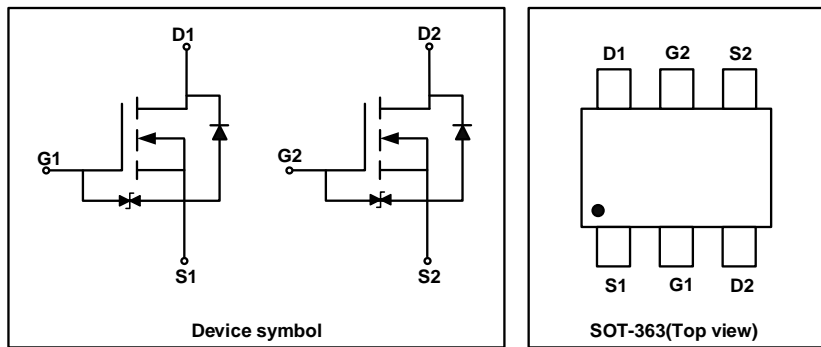 D1
D2
G1
G2
S1
S2
Device symbol
D1 G2 S2
S1 G1 D2
SOT-363(Top view)